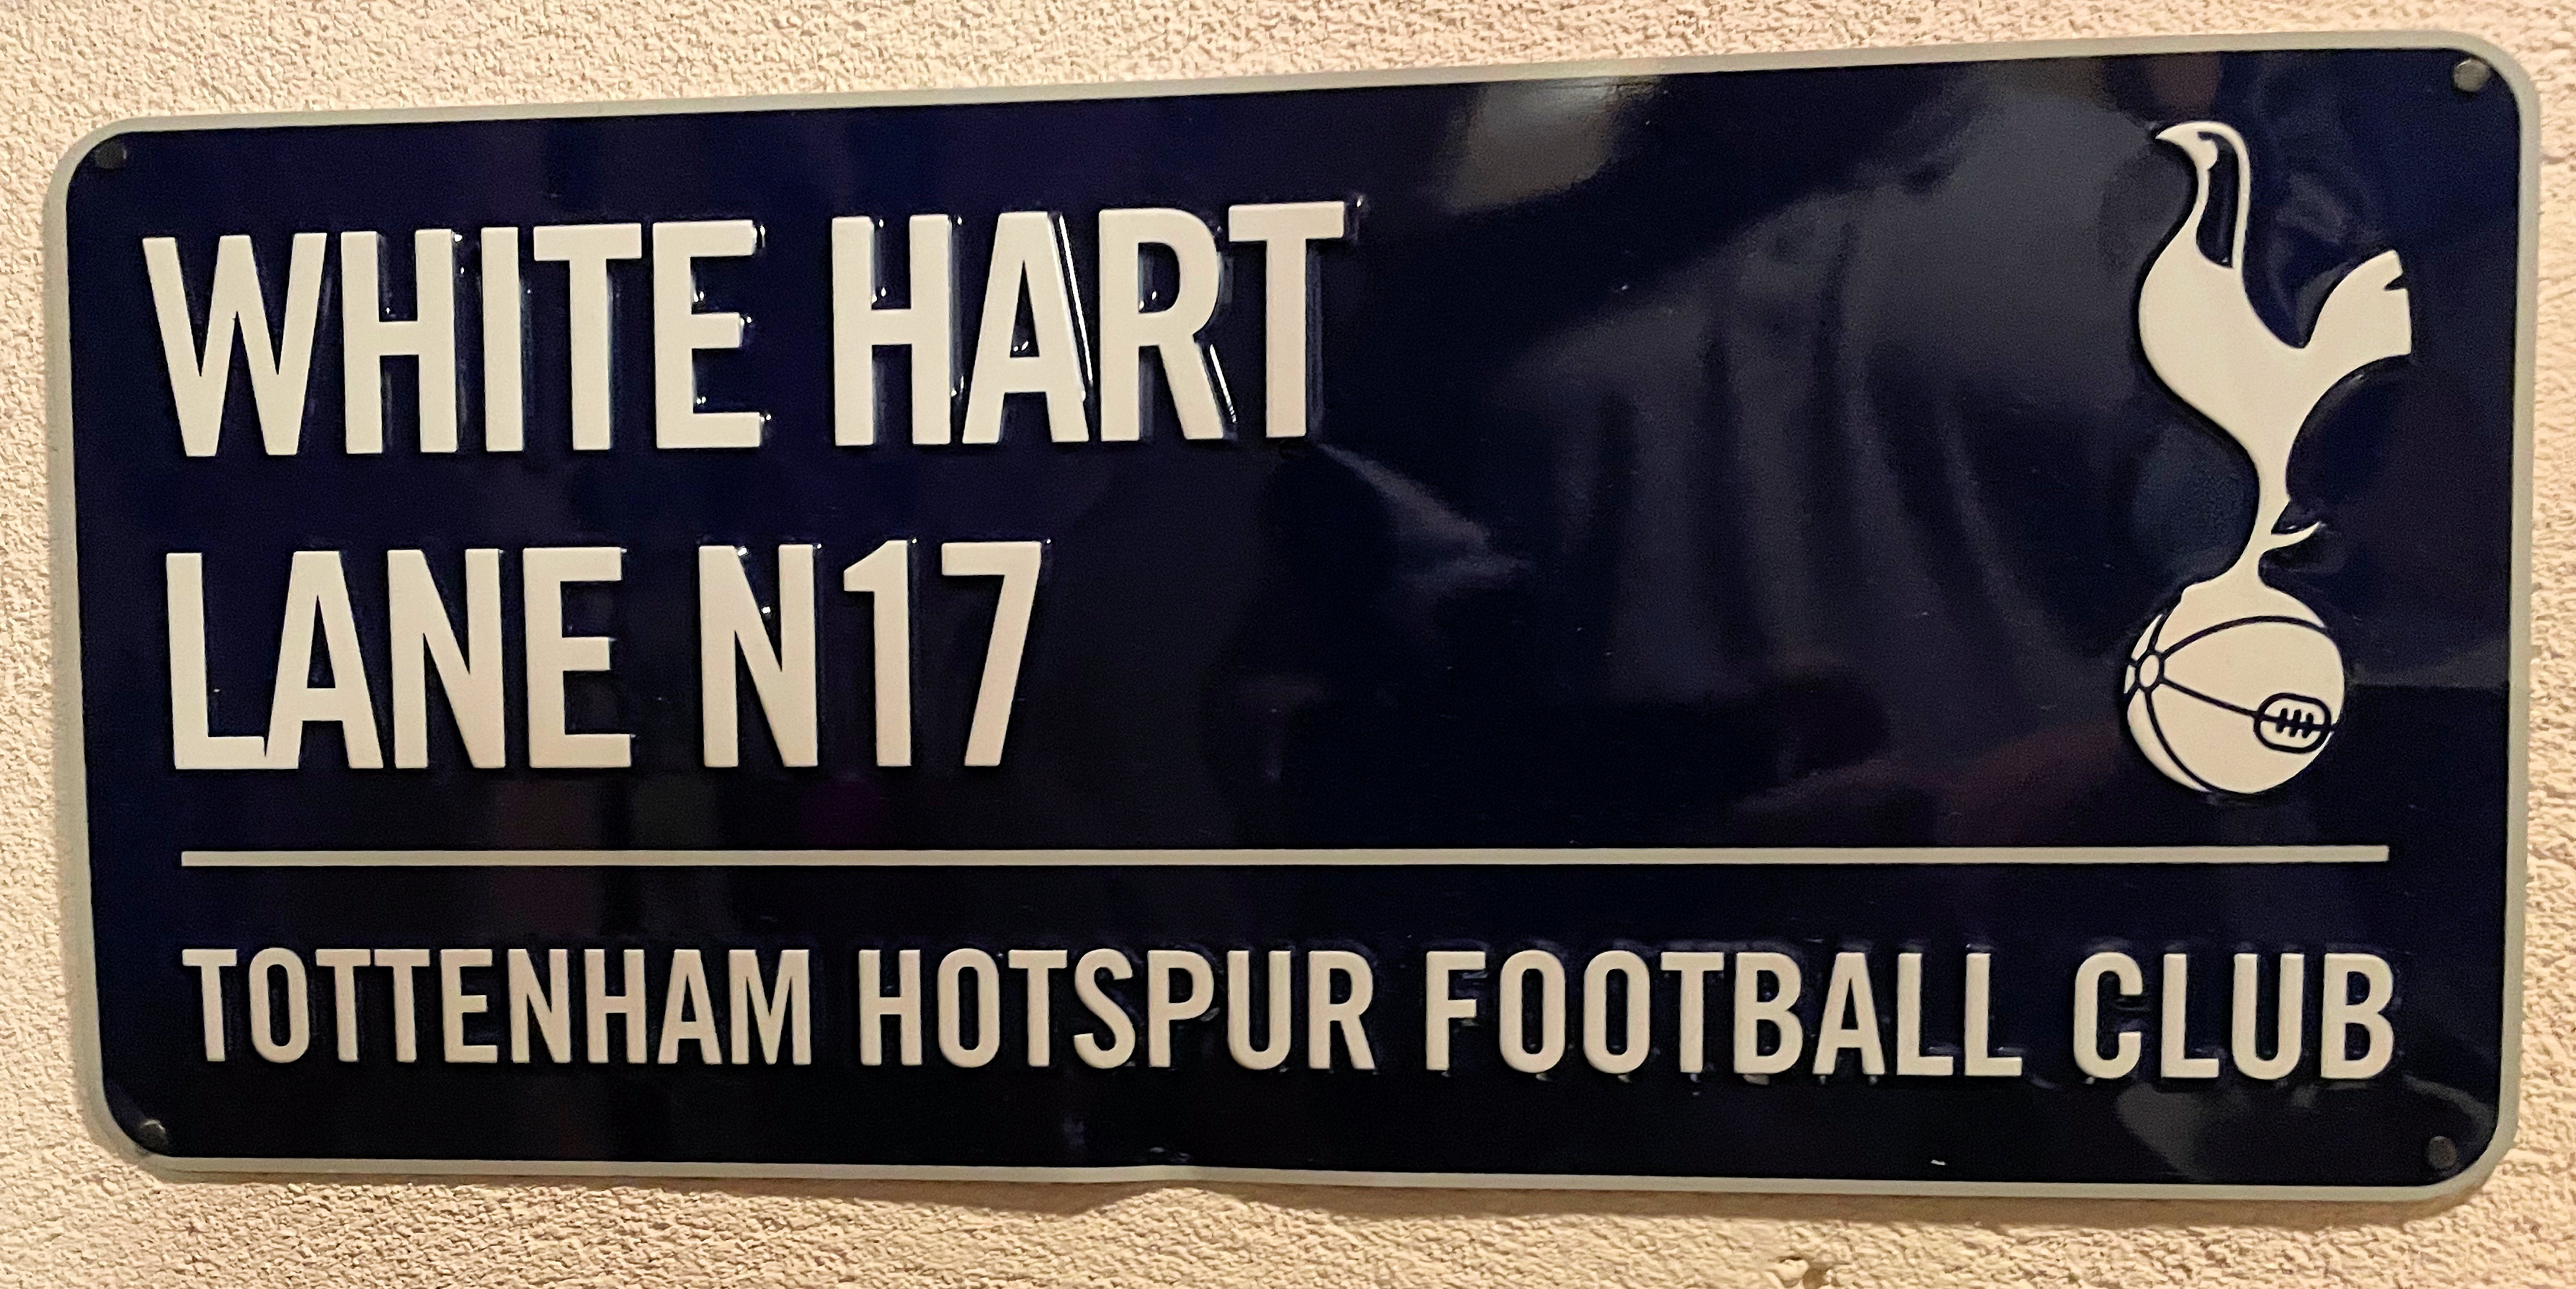 WHITE HART
LANE N17
TOTTENHAM HOTSPUR FOOTBALL CLUB